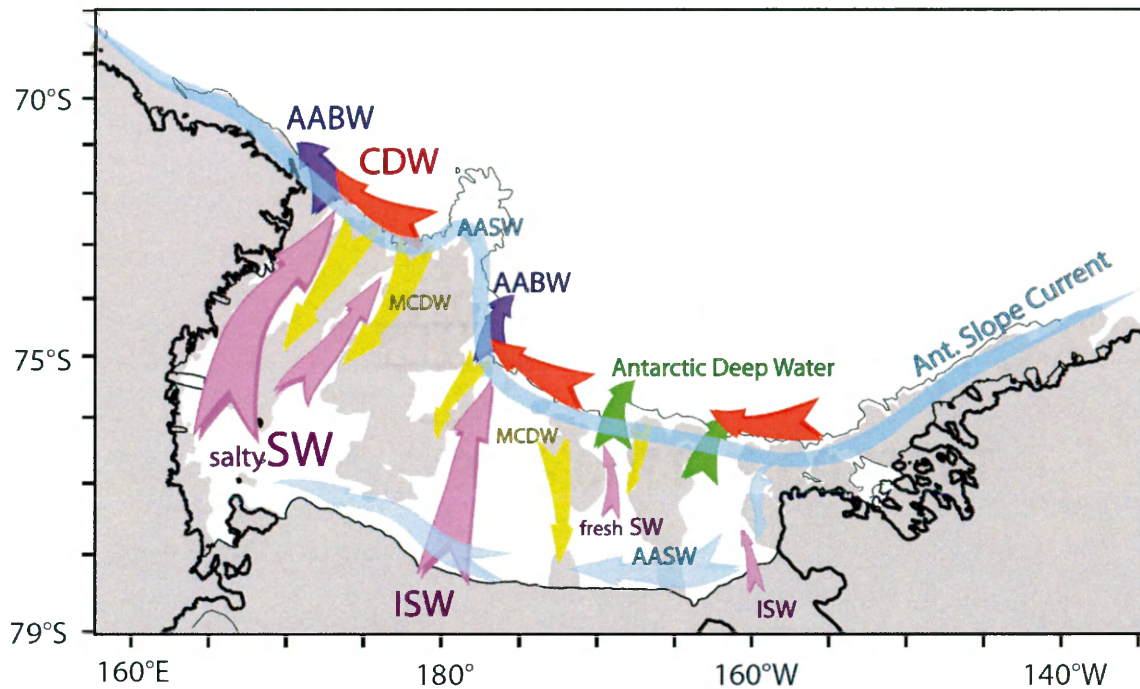 70°S
AABW
CDW
AASW
MCDW
AABW
Ant. Slope Current
75°S
Antarctic Deep Water
MCDW
salty SW
fresh SW
AASW
ISW
ISW
79°S
160°E
180°
160°W
140°W